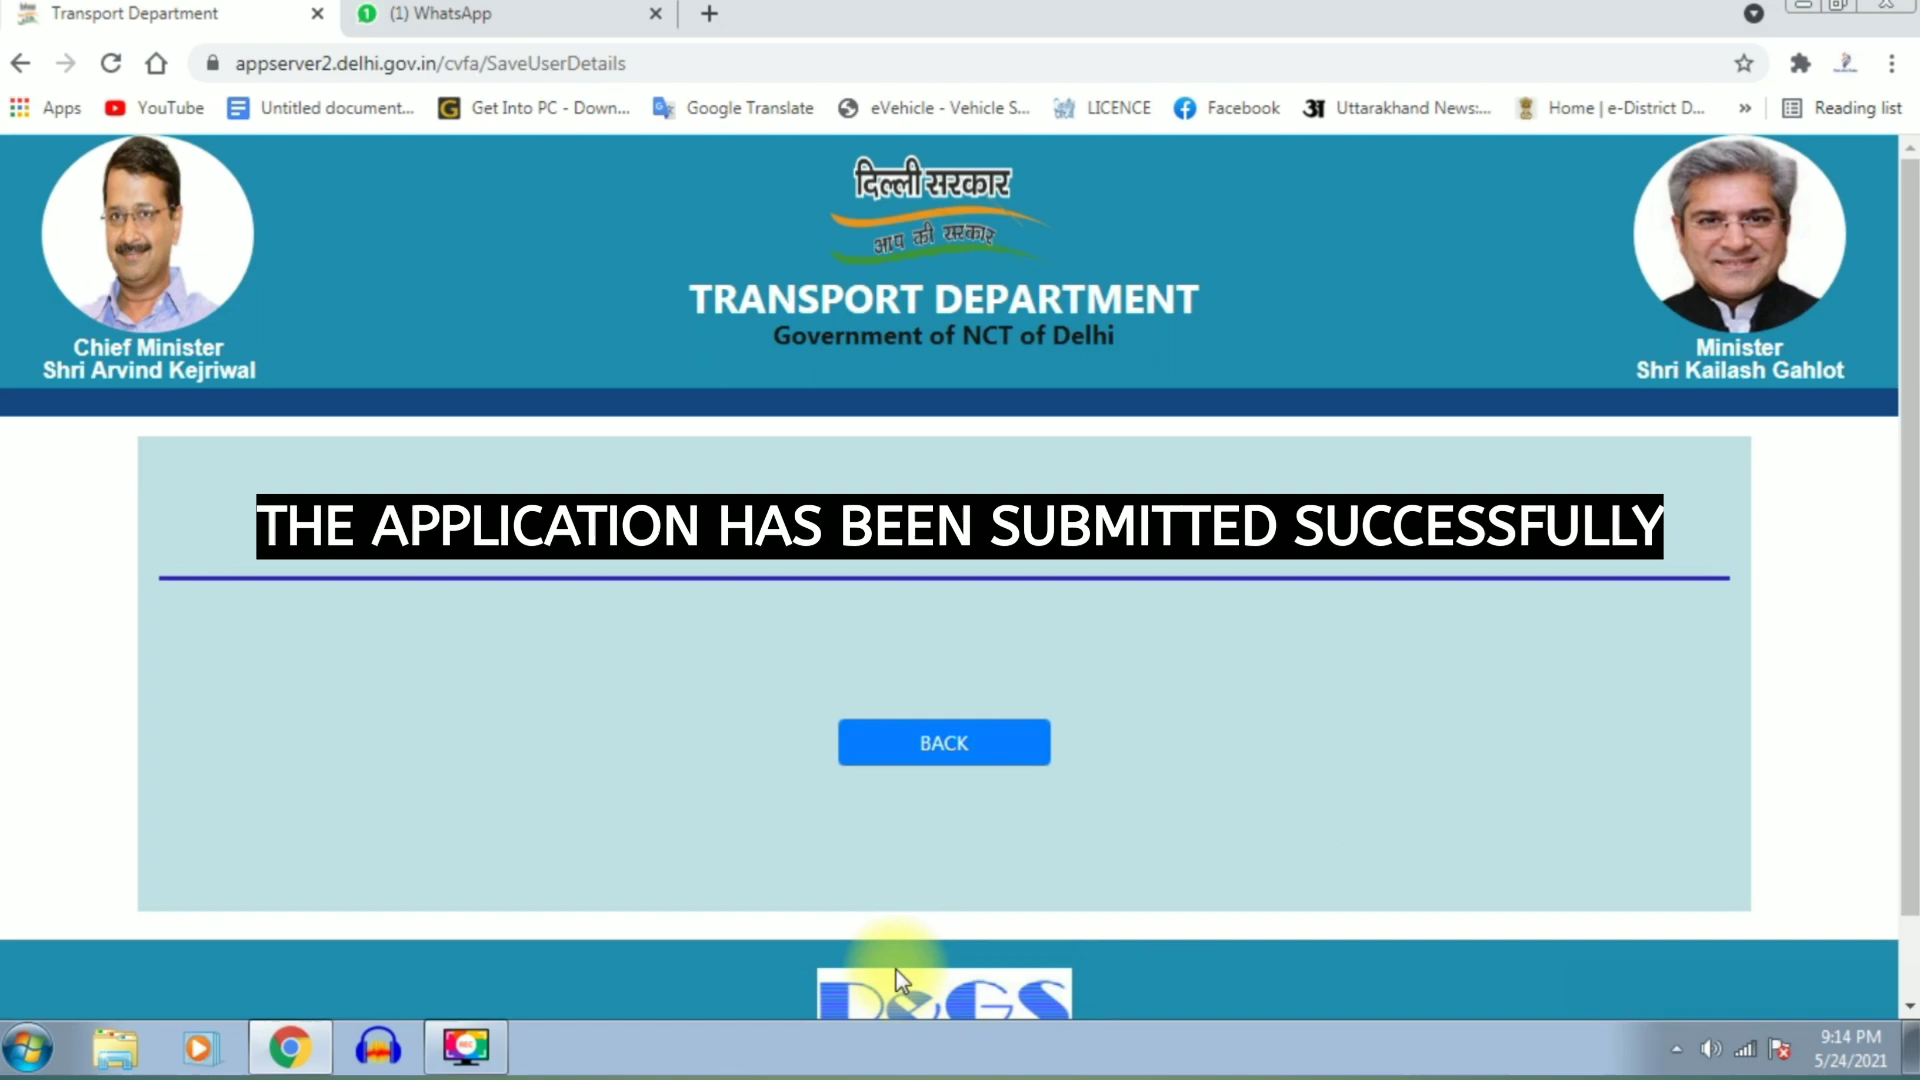 Transport Department
1 (1) WhatsApp
appserver2.delhi.gov.in/cvfa/SaveUserDetails
Apps YouTube Untitled document... Get Into PC - Down... Google Translate eVehicle - Vehicle S... LICENCE Facebook Uttarakhand News:... Home | e-District D... » Reading list
दिल्ली सरकार
आप की सरकार
TRANSPORT DEPARTMENT
Government of NCT of Delhi
Chief Minister
Shri Arvind Kejriwal
Minister
Shri Kailash Gahlot
THE APPLICATION HAS BEEN SUBMITTED SUCCESSFULLY
BACK
DeGS
REC
9:14 PM
5/24/2021